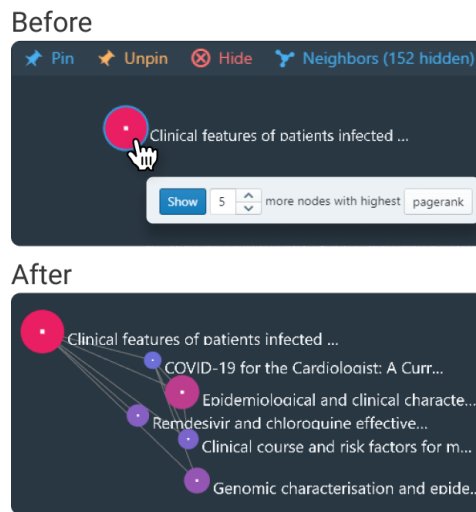 Before
Pin Unpin Hide Neighbors (152 hidden)
Clinical features of patients infected ...
Show 5 more nodes with highest pagerank
After
Clinical features of patients infected ...
COVID-19 for the Cardiologist: A Curr...
Epidemiological and clinical characte...
Remdesivir and chloroquine effective...
Clinical course and risk factors for m...
Genomic characterisation and epide...